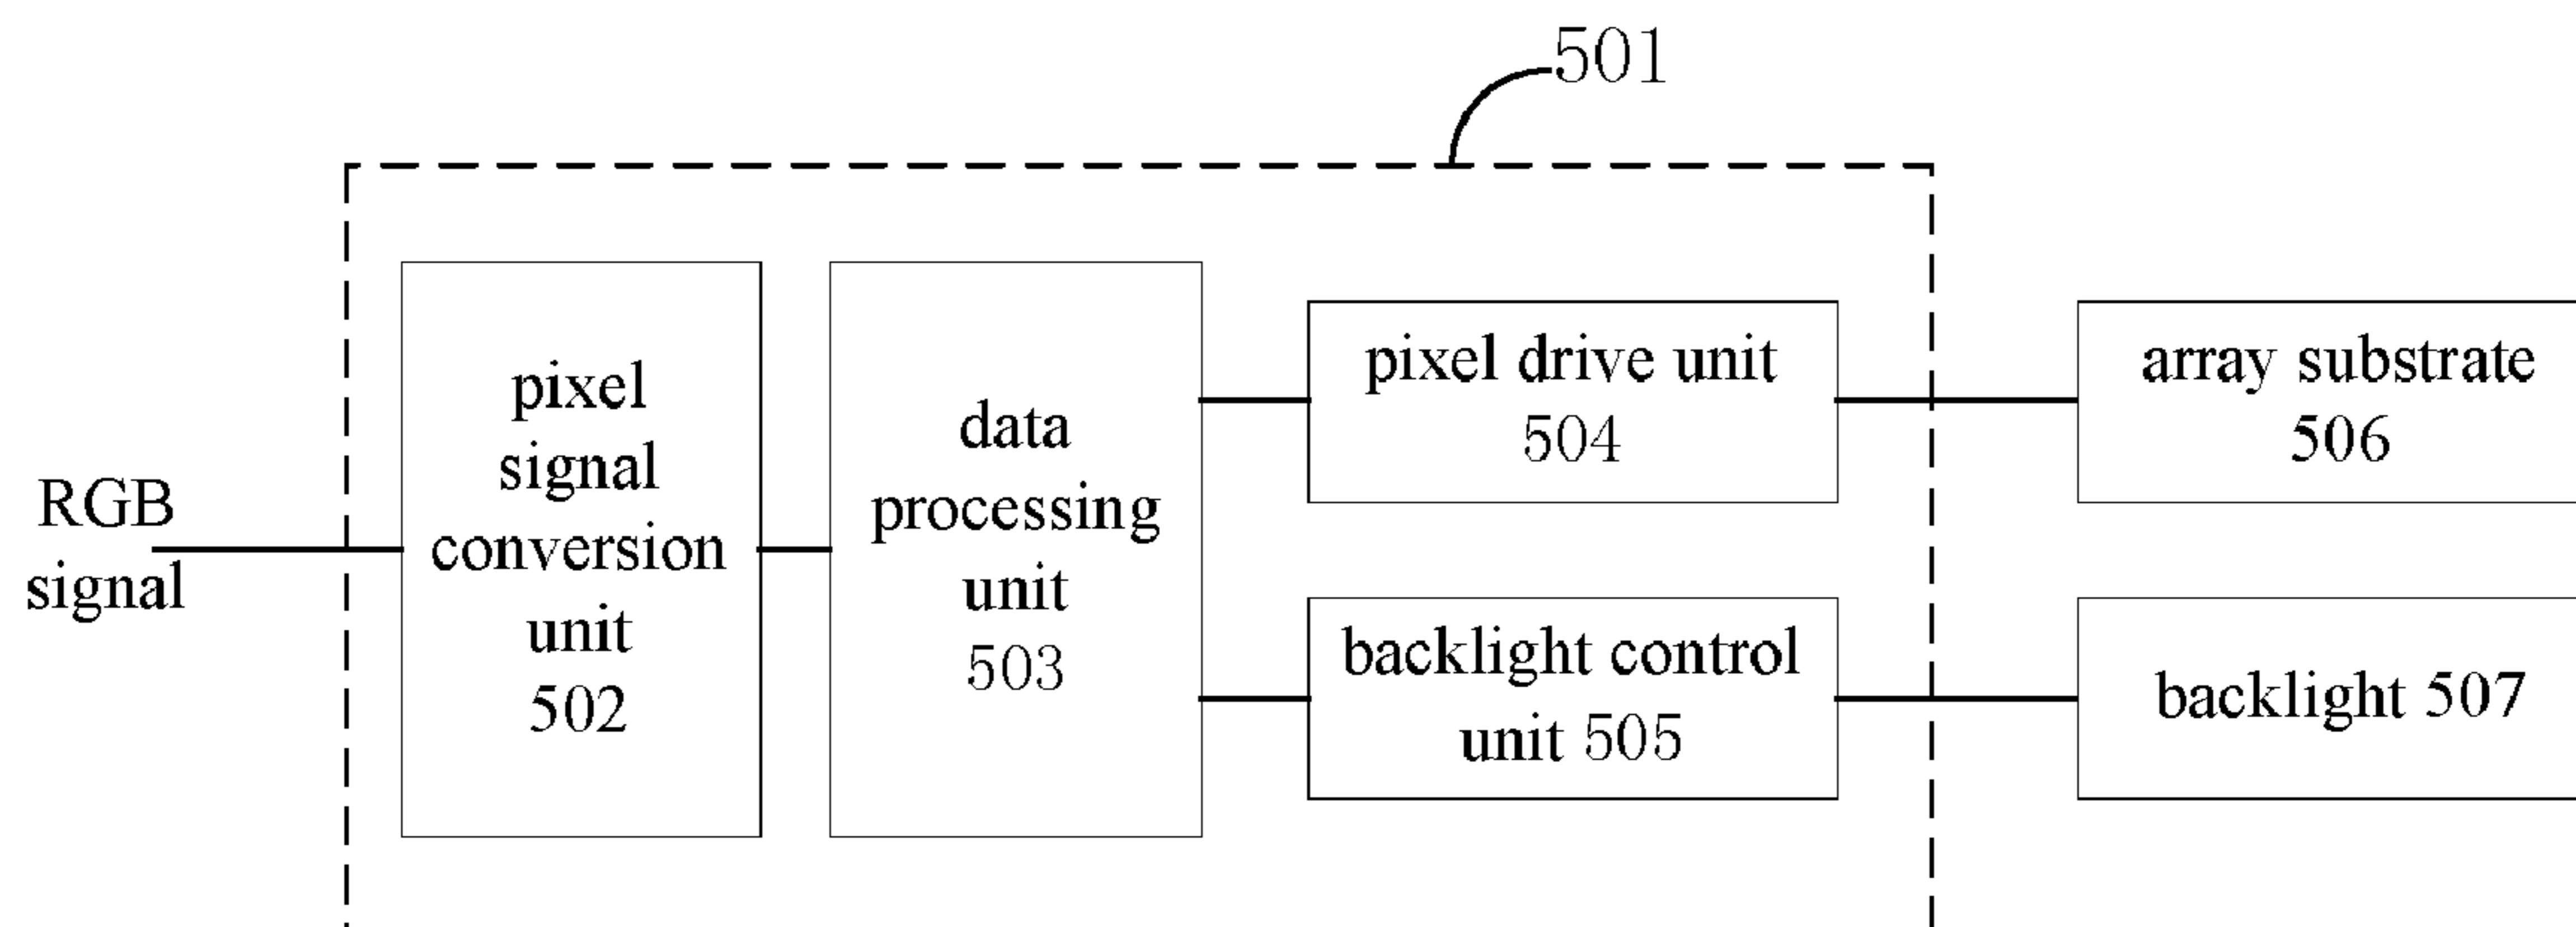 501
RGB
signal
pixel
signal
conversion
unit
502
data
processing
unit
503
pixel drive unit
504
backlight control
unit 505
array substrate
506
backlight 507